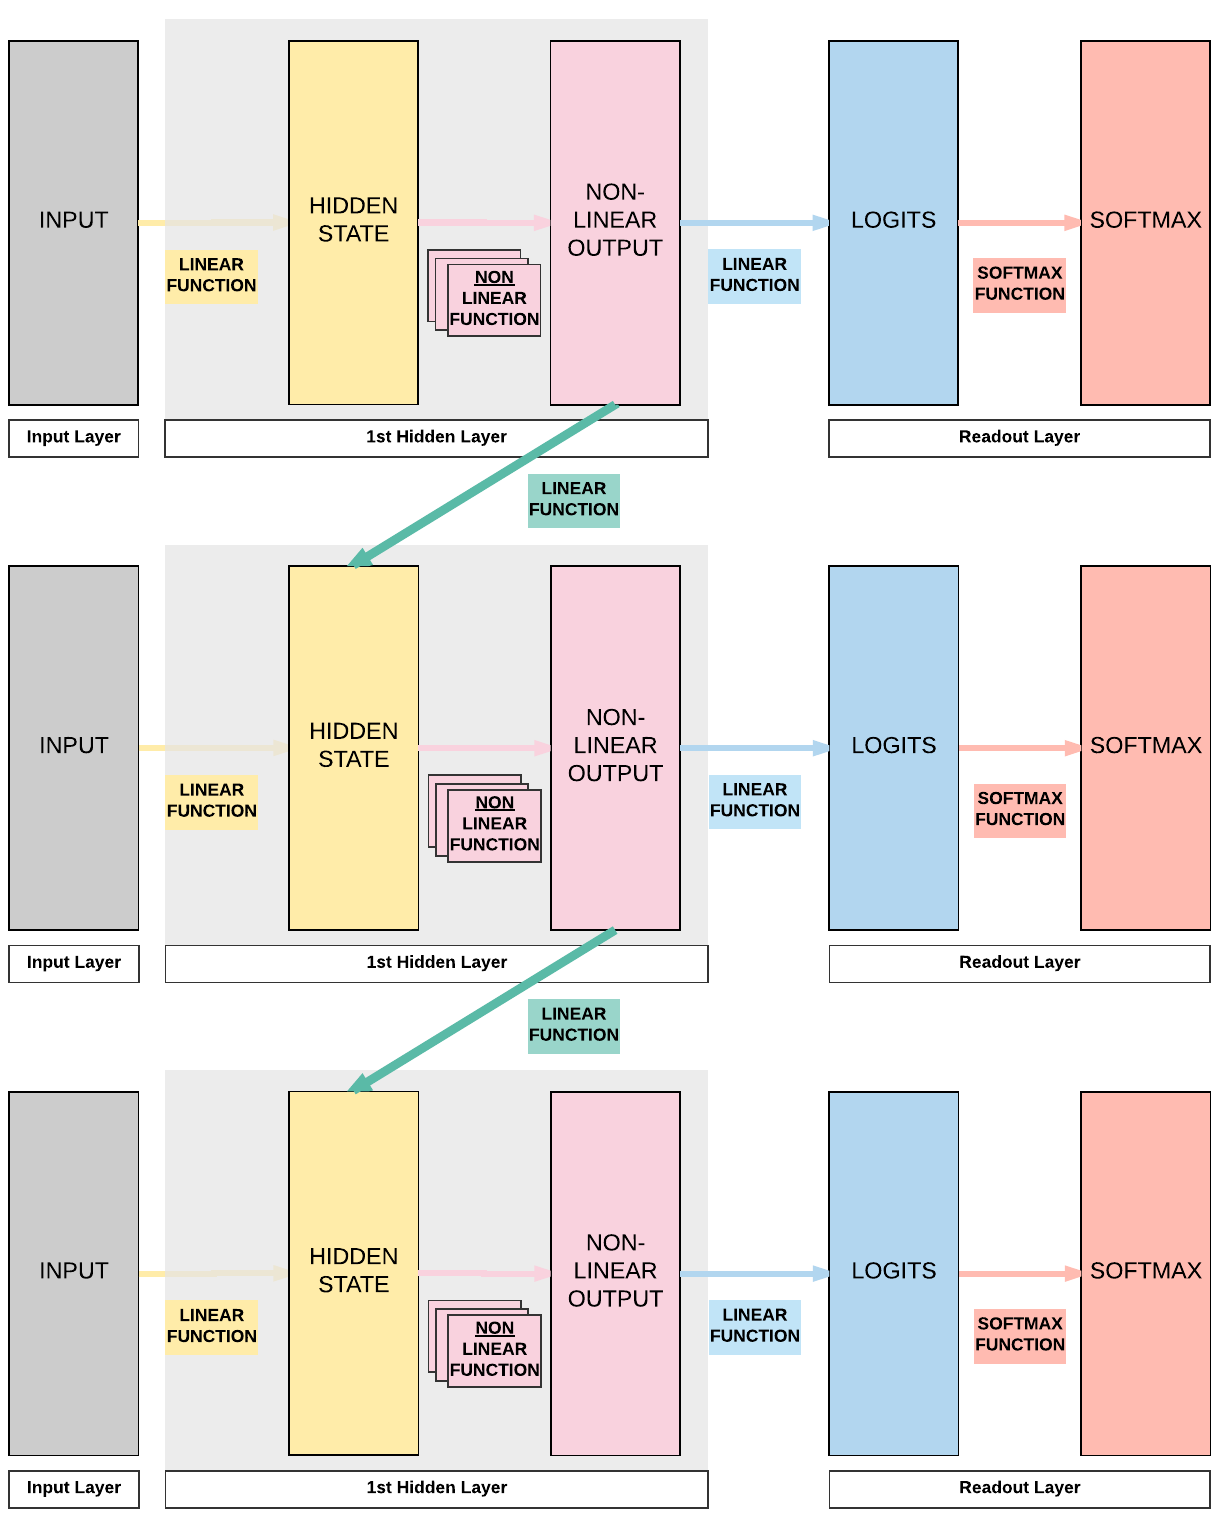 INPUT
HIDDEN
STATE
NON-
LINEAR
OUTPUT
LOGITS
SOFTMAX
LINEAR
FUNCTION
NON
LINEAR
FUNCTION
LINEAR
FUNCTION
SOFTMAX
FUNCTION
Input Layer
1st Hidden Layer
Readout Layer
LINEAR
FUNCTION
INPUT
HIDDEN
STATE
NON-
LINEAR
OUTPUT
LOGITS
SOFTMAX
LINEAR
FUNCTION
NON
LINEAR
FUNCTION
LINEAR
FUNCTION
SOFTMAX
FUNCTION
Input Layer
1st Hidden Layer
Readout Layer
LINEAR
FUNCTION
INPUT
HIDDEN
STATE
NON-
LINEAR
OUTPUT
LOGITS
SOFTMAX
LINEAR
FUNCTION
NON
LINEAR
FUNCTION
LINEAR
FUNCTION
SOFTMAX
FUNCTION
Input Layer
1st Hidden Layer
Readout Layer